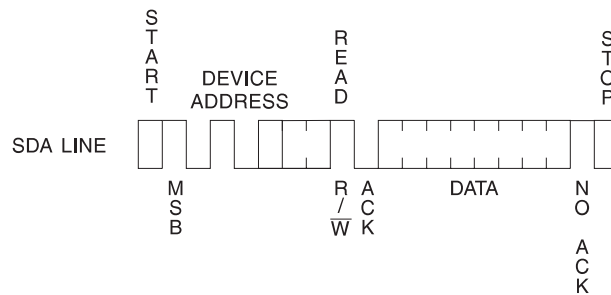 START
READ
STOP
DEVICE
ADDRESS
SDA LINE
MSB
R/W
ACK
DATA
NO ACK